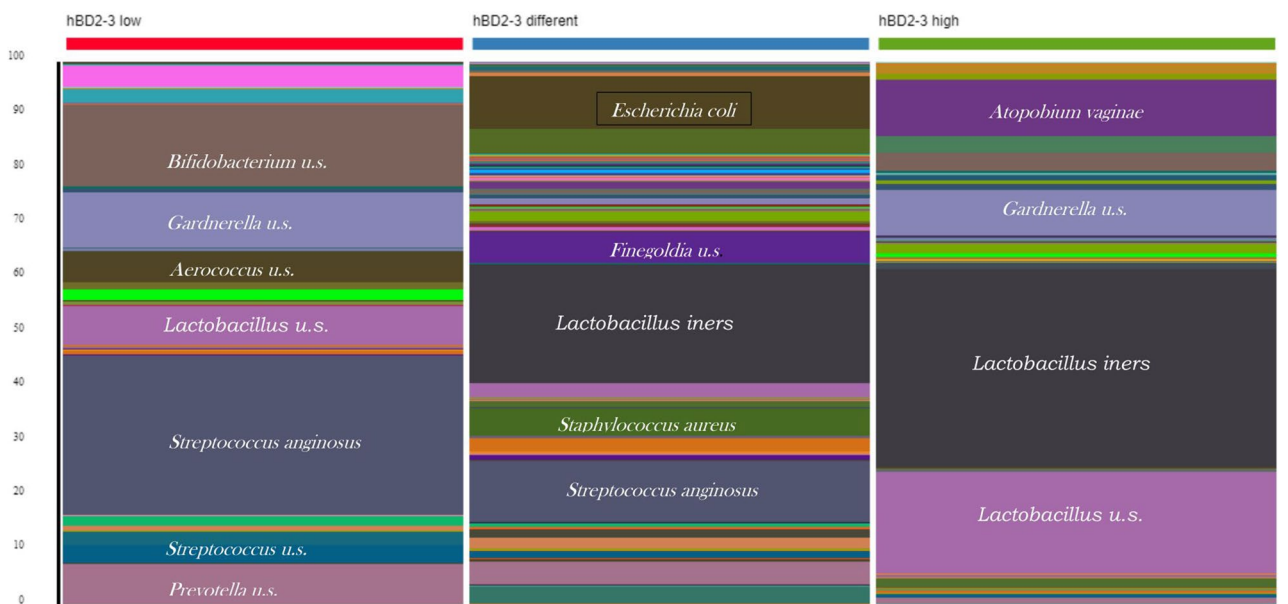 hBD2-3 low
hBD2-3 different
hBD2-3 high
100
90
80
70
60
50
40
30
20
10
0
Bifidobacterium u.s.
Gardnerella u.s.
Aerococcus u.s.
Lactobacillus u.s.
Streptococcus anginosus
Streptococcus u.s.
Prevotella u.s.
Escherichia coli
Finegoldia u.s.
Lactobacillus iners
Staphylococcus aureus
Streptococcus anginosus
Atopobium vaginae
Gardnerella u.s.
Lactobacillus iners
Lactobacillus u.s.